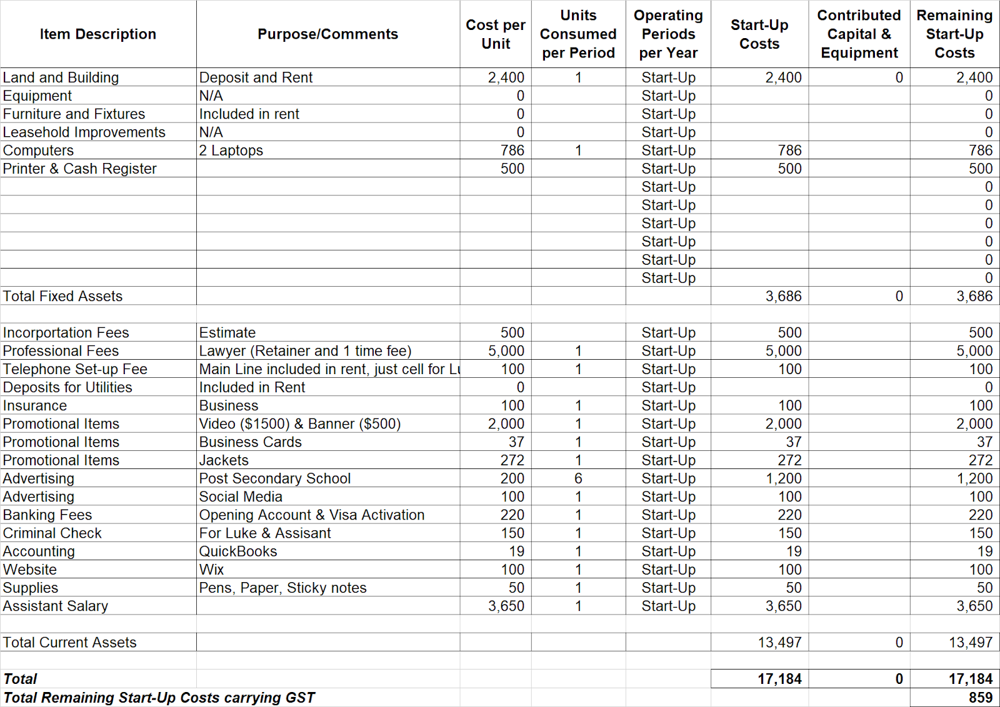 Item Description Purpose/Comments Cost per Unit Units Consumed per Period Operating Periods per Year Start-Up Costs Contributed Capital & Equipment Remaining Start-Up Costs
Land and Building Deposit and Rent 2,400 1 Start-Up 2,400 0 2,400
Equipment N/A 0 Start-Up 0
Furniture and Fixtures Included in rent 0 Start-Up 0
Leasehold Improvements N/A 0 Start-Up 0
Computers 2 Laptops 786 1 Start-Up 786 786
Printer & Cash Register 500 Start-Up 500 500
Start-Up 0
Start-Up 0
Start-Up 0
Start-Up 0
Start-Up 0
Start-Up 0
Total Fixed Assets 3,686 0 3,686
Incorportation Fees Estimate 500 Start-Up 500 500
Professional Fees Lawyer (Retainer and 1 time fee) 5,000 1 Start-Up 5,000 5,000
Telephone Set-up Fee Main Line included in rent, just cell for 100 1 Start-Up 100 100
Deposits for Utilities Included in Rent 0 Start-Up 0
Insurance Business 100 1 Start-Up 100 100
Promotional Items Video ($1500) & Banner ($500) 2,000 1 Start-Up 2,000 2,000
Promotional Items Business Cards 37 1 Start-Up 37 37
Promotional Items Jackets 272 1 Start-Up 272 272
Advertising Post Secondary School 200 6 Start-Up 1,200 1,200
Advertising Social Media 100 1 Start-Up 100 100
Banking Fees Opening Account & Visa Activation 220 1 Start-Up 220 220
Criminal Check For Luke & Assisant 150 1 Start-Up 150 150
Accounting QuickBooks 19 1 Start-Up 19 19
Website Wix 100 1 Start-Up 100 100
Supplies Pens, Paper, Sticky notes 50 1 Start-Up 50 50
Assistant Salary 3,650 1 Start-Up 3,650 3,650
Total Current Assets 13,497 0 13,497
Total 17,184 0 17,184
Total Remaining Start-Up Costs carrying GST 859